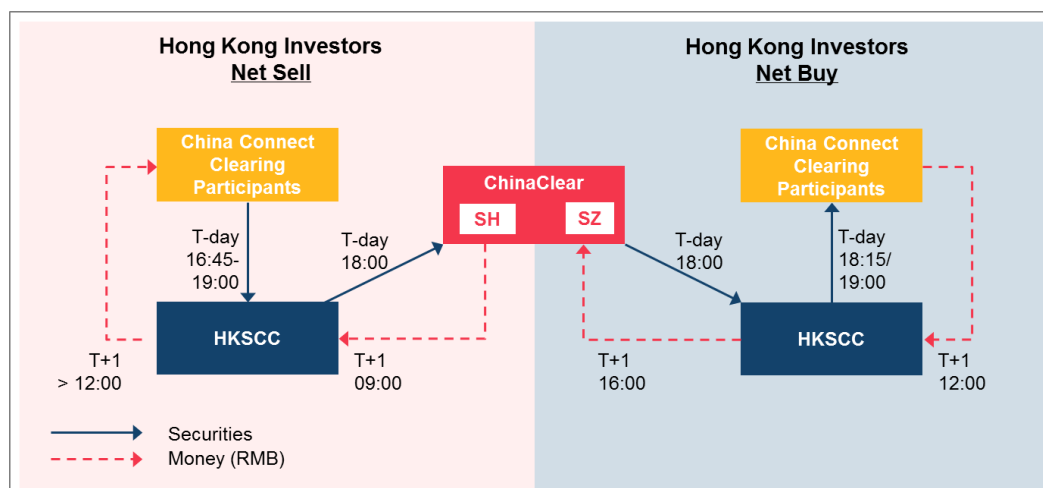 Hong Kong Investors
Net Sell
Hong Kong Investors
Net Buy
China Connect
Clearing
Participants
ChinaClear
SH
SZ
China Connect
Clearing
Participants
T-day
16:45-
19:00
T-day
18:00
T-day
18:00
T-day
18:15/
19:00
HKSCC
HKSCC
T+1
> 12:00
T+1
09:00
T+1
16:00
T+1
12:00
Securities
Money (RMB)